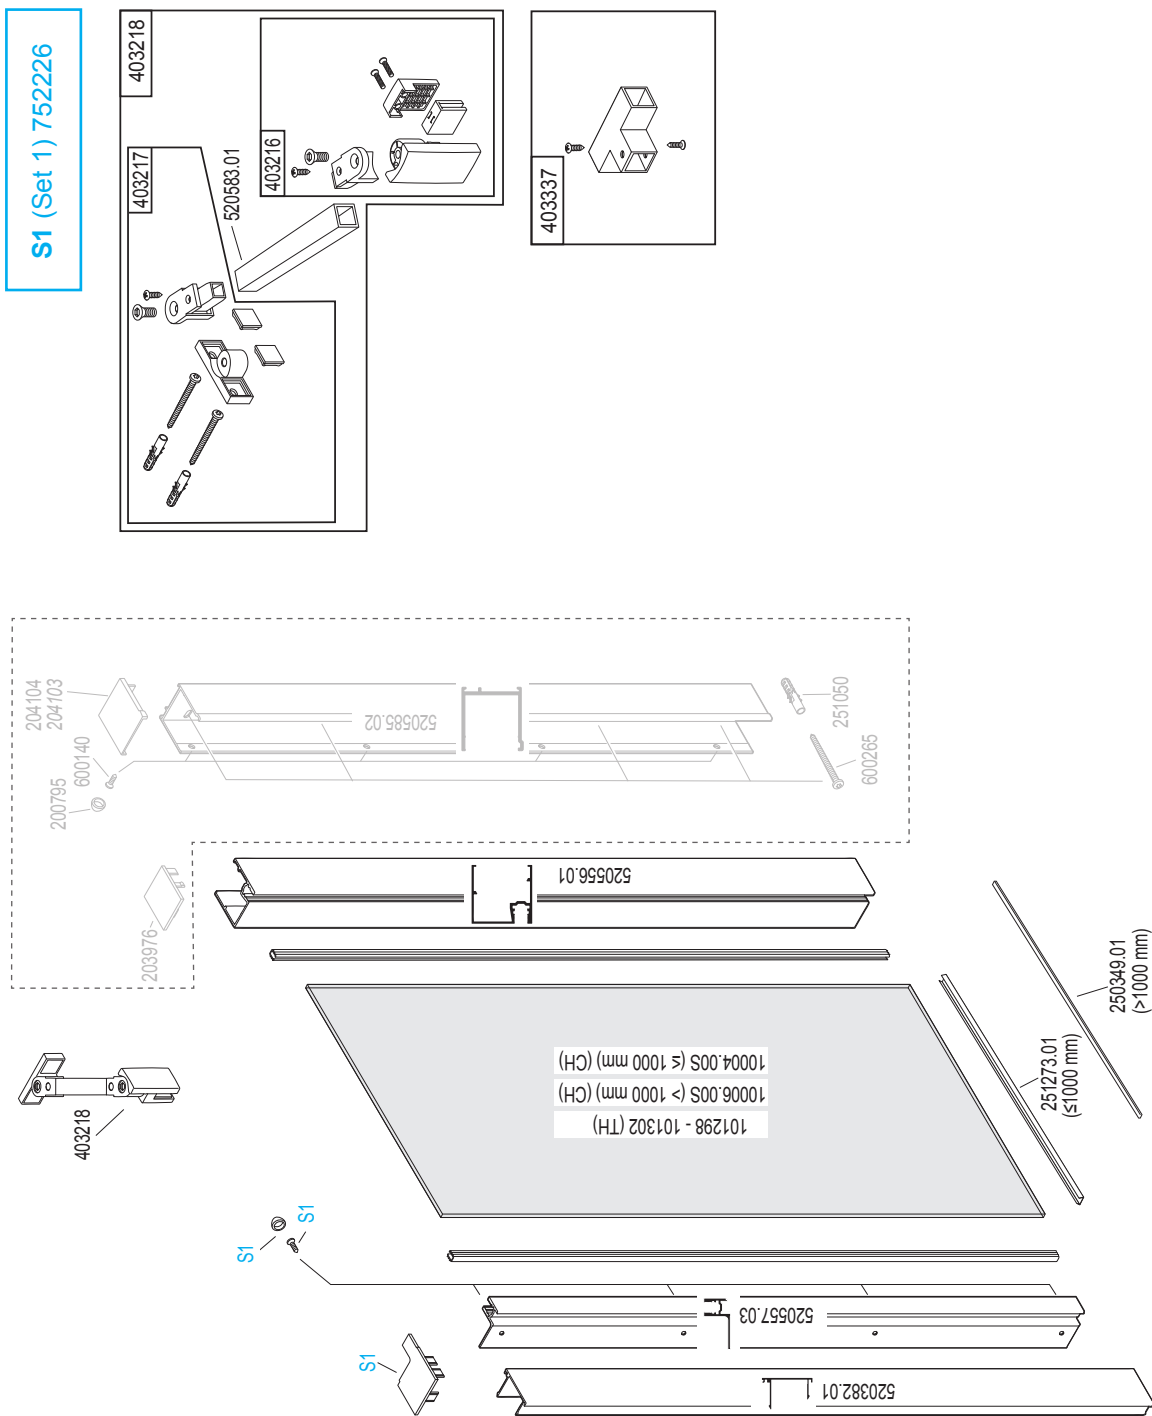 S1 (Set 1) 752226
403218
403217
403216
520583.01
403337
204104
204103
600140
200795
520585.02
251050
600265
203976
520556.01
403218
10004.00S (≤ 1000 mm) (CH)
10006.00S (> 1000 mm) (CH)
101298 - 101302 (TH)
250349.01
(>1000 mm)
251273.01
(≤1000 mm)
S1
S1
S1
520557.03
520382.01